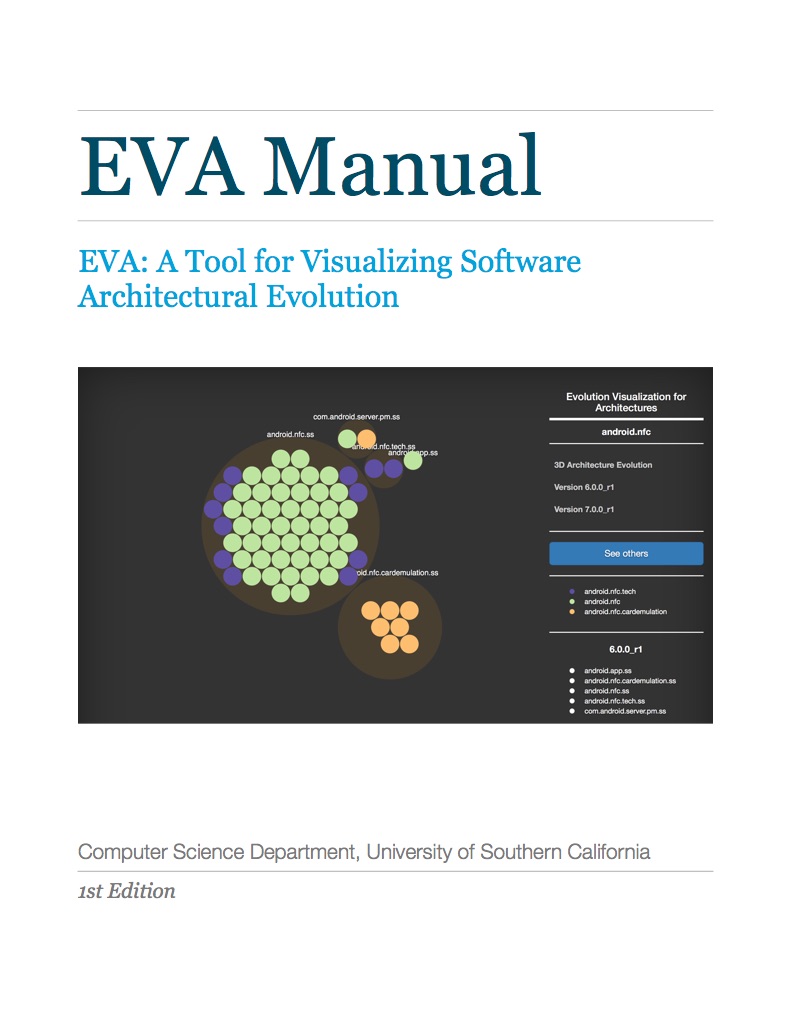 EVA Manual
EVA: A Tool for Visualizing Software
Architectural Evolution
com.android.server.pm.ss
android.nfc.ss
android.nfc.tech.ss
android.app.ss
android.nfc.cardemulation.ss
Evolution Visualization for
Architectures
android.nfc
3D Architecture Evolution
Version 6.0.0_r1
Version 7.0.0_r1
See others
android.nfc.tech
android.nfc
android.nfc.cardemulation
6.0.0_r1
android.app.ss
android.nfc.cardemulation.ss
android.nfc.ss
android.nfc.tech.ss
com.android.server.pm.ss
Computer Science Department, University of Southern California
1st Edition